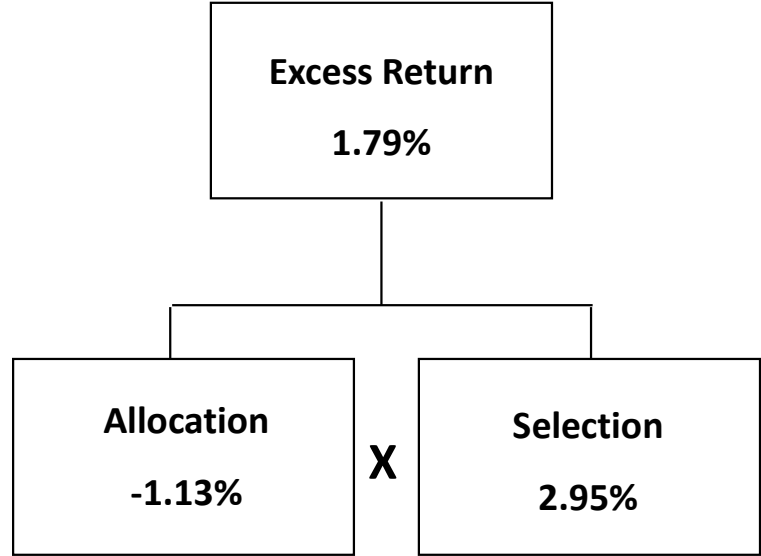 Excess Return
1.79%
Allocation
-1.13%
X
Selection
2.95%